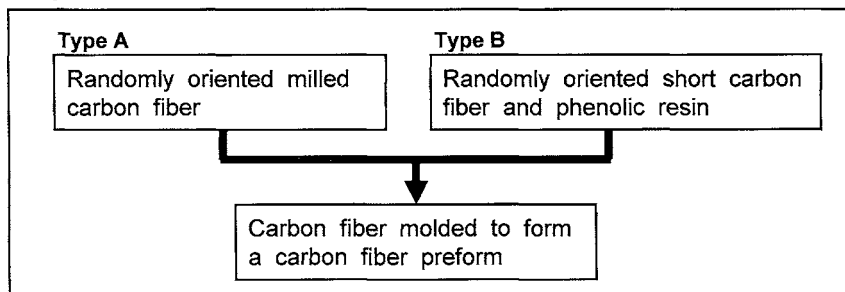 Type A
Randomly oriented milled
carbon fiber
Type B
Randomly oriented short carbon
fiber and phenolic resin
Carbon fiber molded to form
a carbon fiber preform